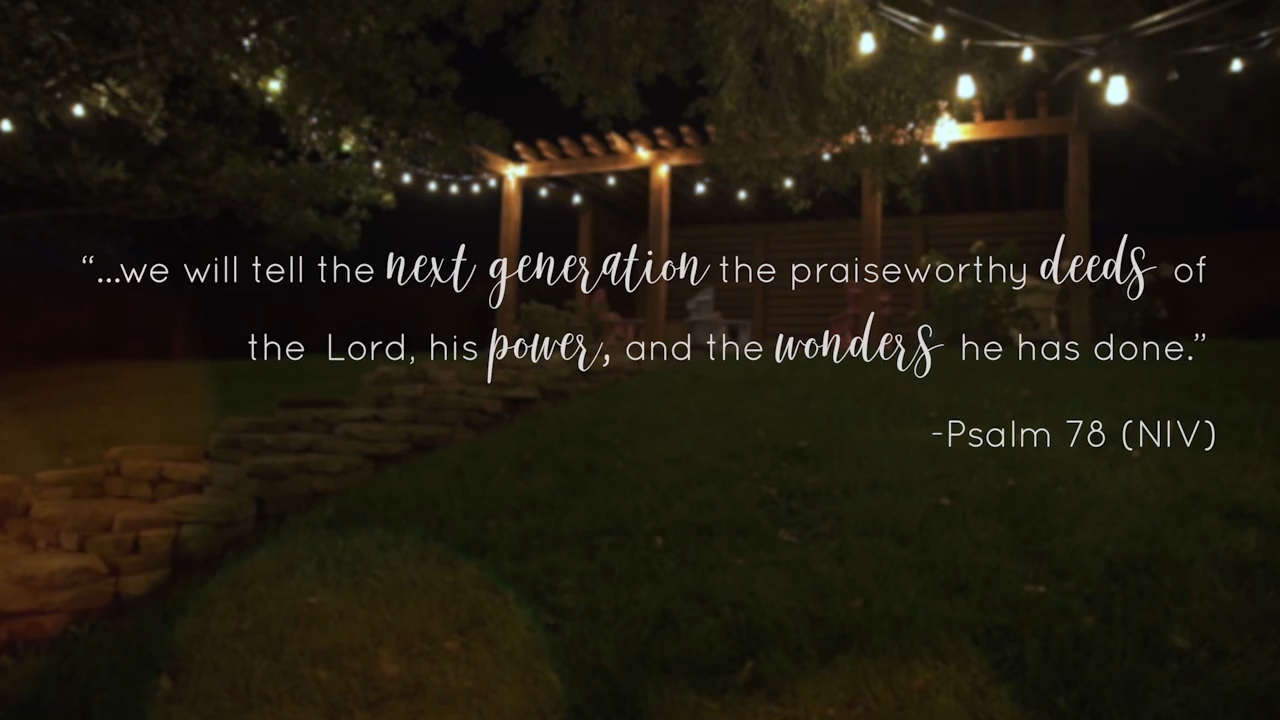 “...we will tell the next generation the praiseworthy deeds of
the Lord, his power, and the wonders he has done.”
-Psalm 78 (NIV)